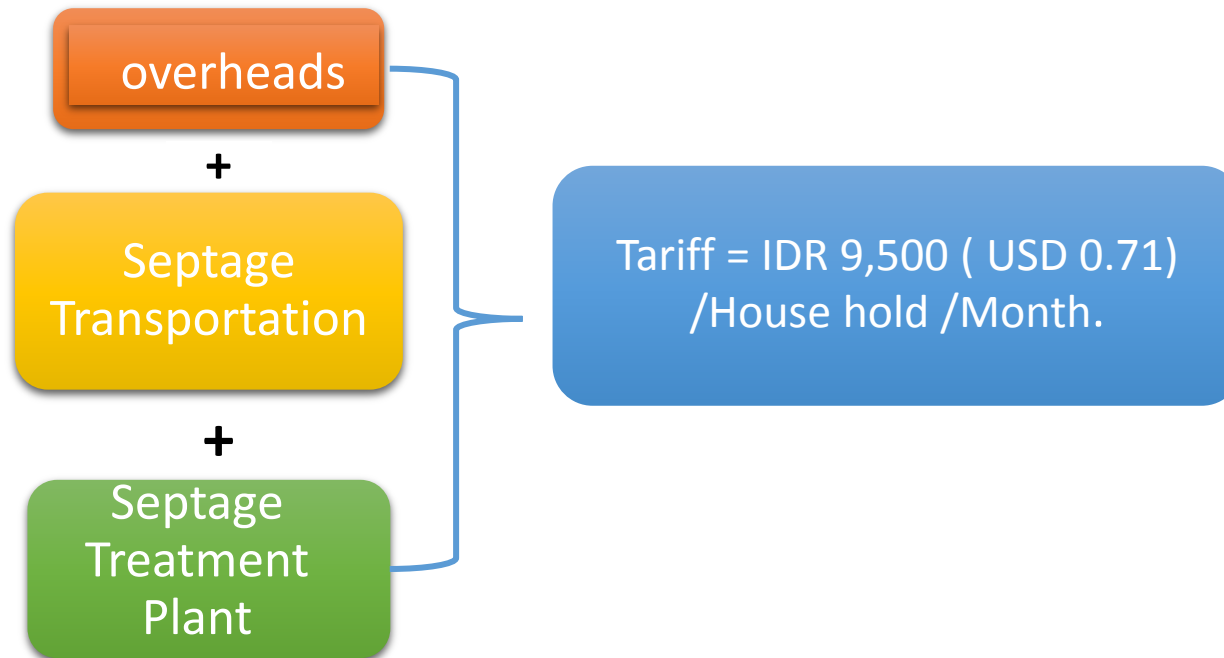 overheads
+
Septage
Transportation
+
Septage
Treatment
Plant
Tariff = IDR 9,500 ( USD 0.71)
/House hold /Month.